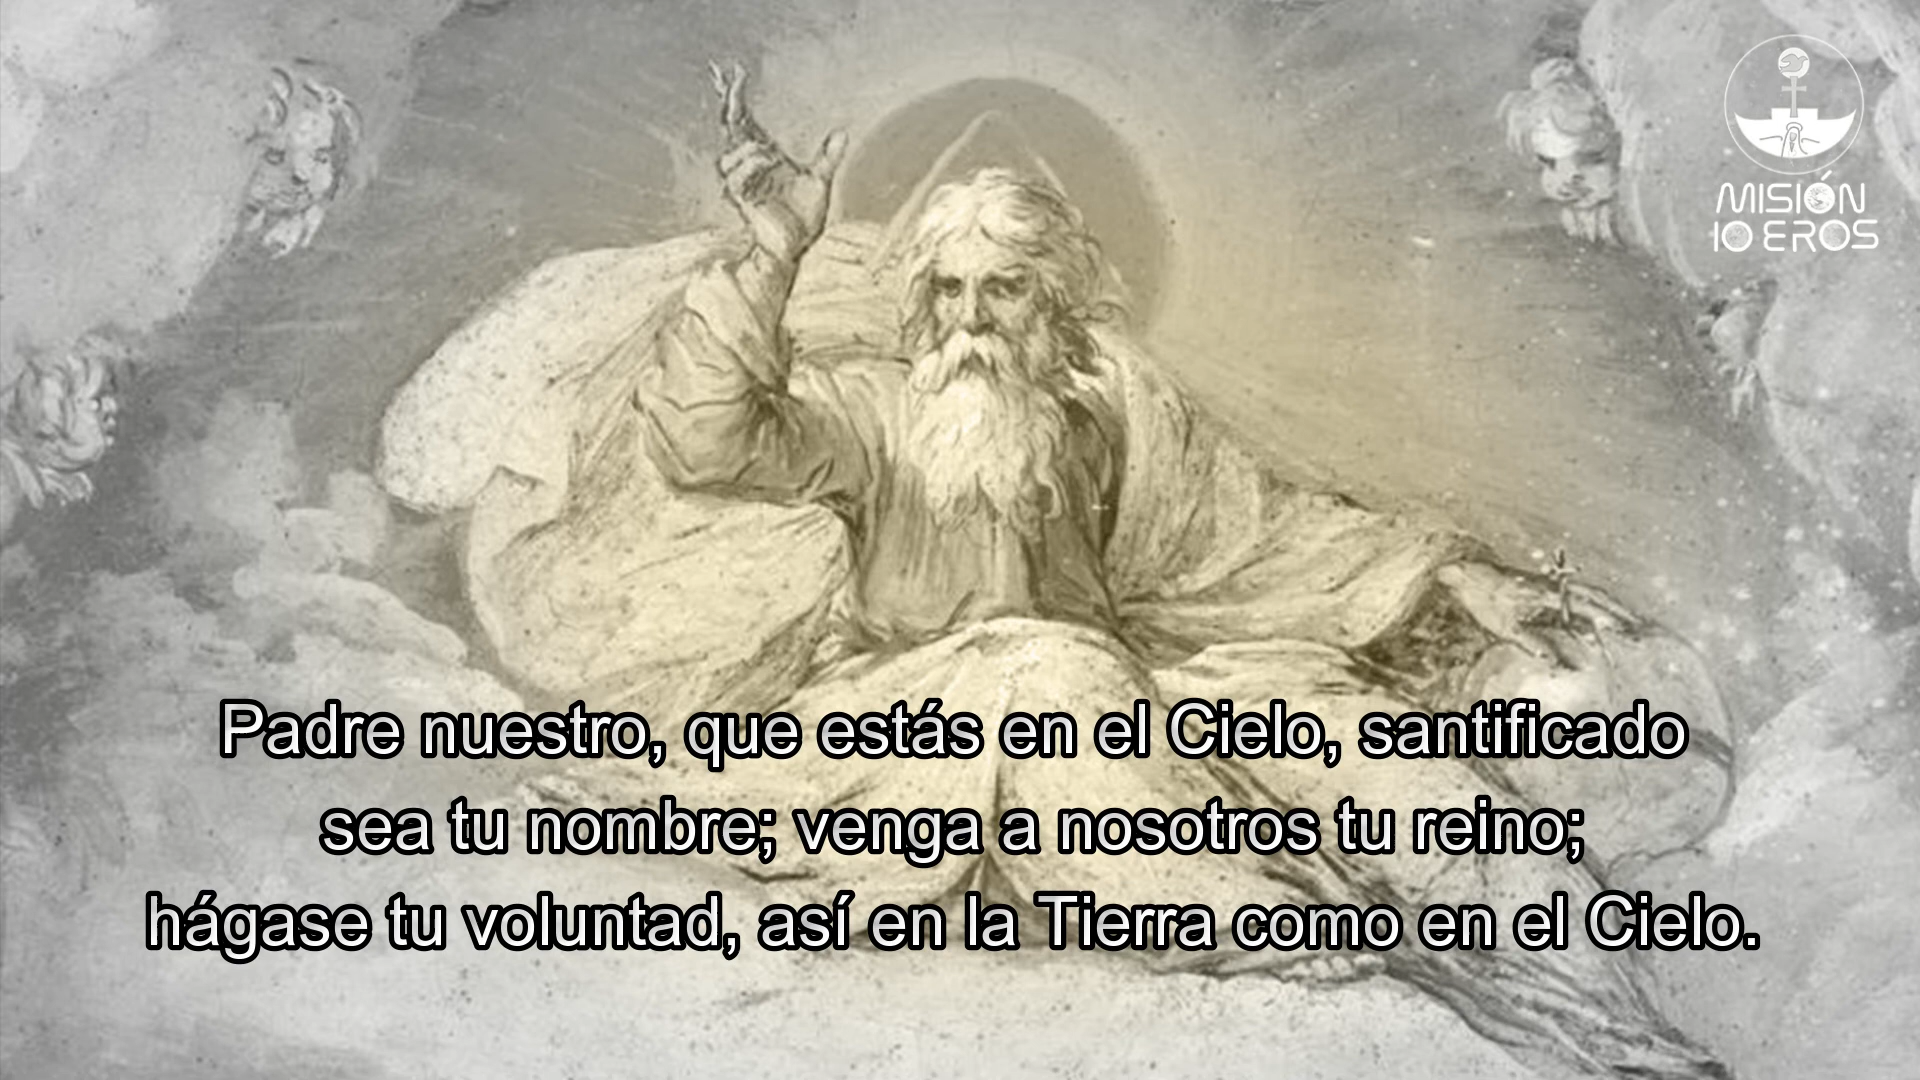 MISIÓN
IO EROS
Padre nuestro, que estás en el Cielo, santificado
sea tu nombre; venga a nosotros tu reino;
hágase tu voluntad, así en la Tierra como en el Cielo.